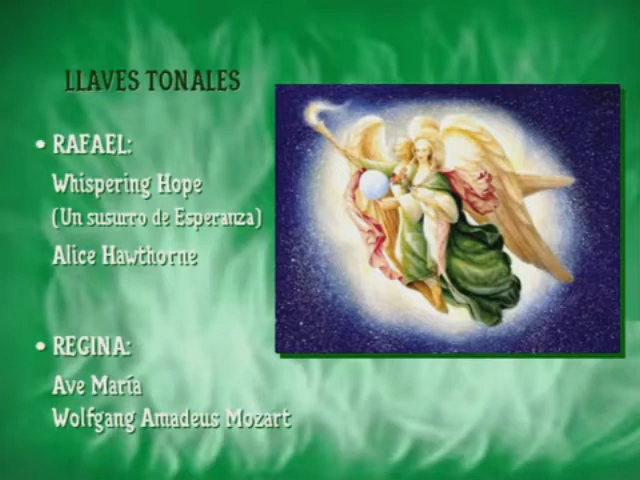 LLAVES TONALES
• RAFAEL:
Whispering Hope
(Un susurro de Esperanza)
Alice Hawthorne
• REGINA:
Ave María
Wolfgang Amadeus Mozart